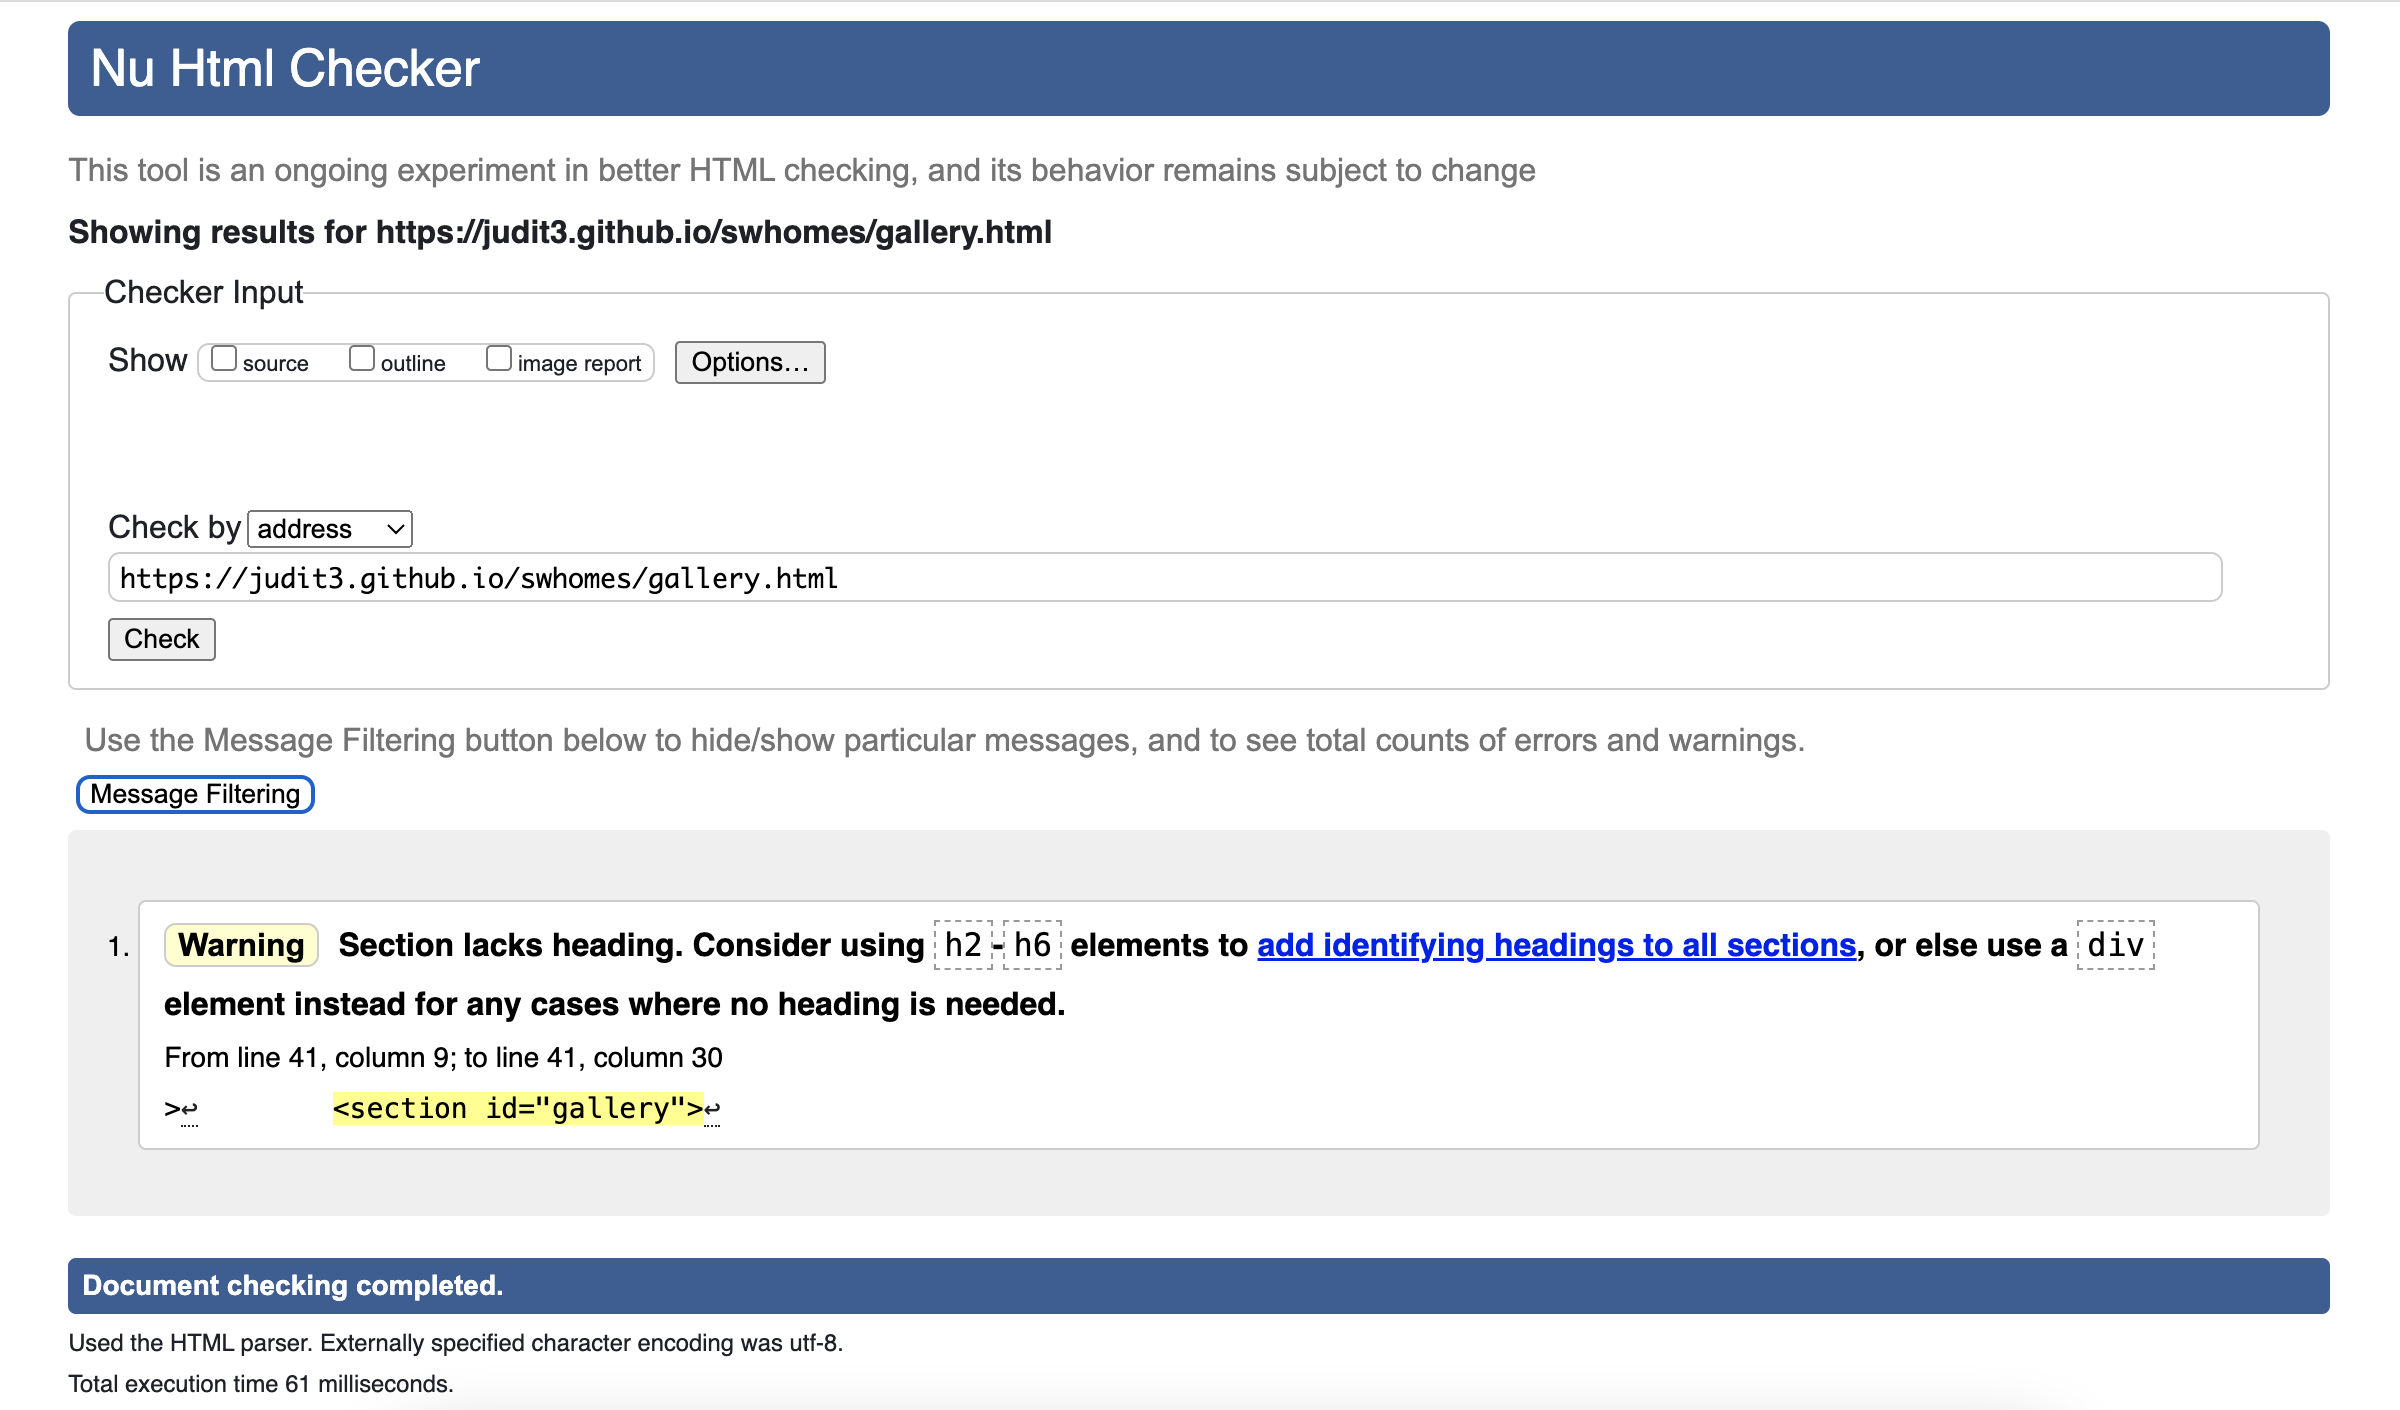 Nu Html Checker
This tool is an ongoing experiment in better HTML checking, and its behavior remains subject to change
Showing results for https://judit3.github.io/swhomes/gallery.html
Checker Input
Show source outline image report Options...
Check by address
https://judit3.github.io/swhomes/gallery.html
Check
Use the Message Filtering button below to hide/show particular messages, and to see total counts of errors and warnings.
Message Filtering
1. Warning Section lacks heading. Consider using h2-h6 elements to add identifying headings to all sections, or else use a div
element instead for any cases where no heading is needed.
From line 41, column 9; to line 41, column 30
>↩ <section id="gallery">↩
Document checking completed.
Used the HTML parser. Externally specified character encoding was utf-8.
Total execution time 61 milliseconds.